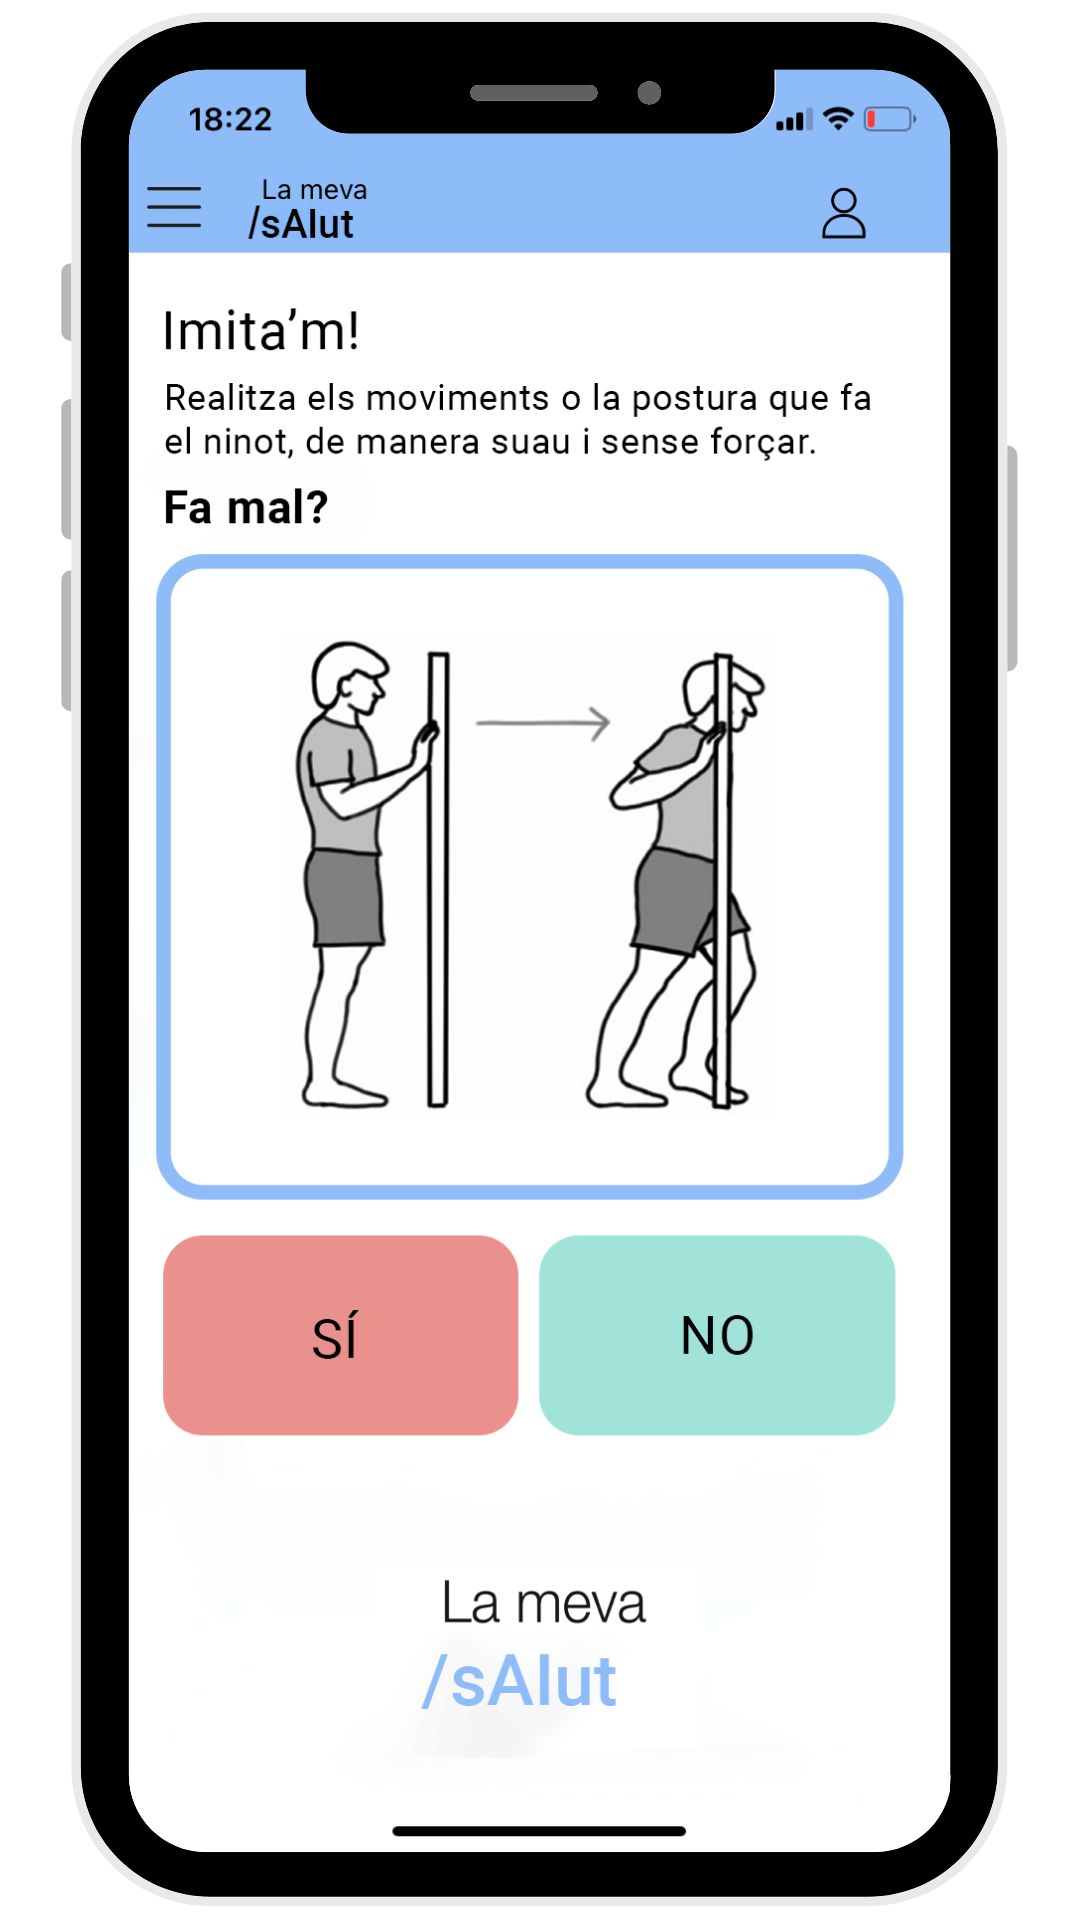 18:22
La meva
/sAlut
Imita’m!
Realitza els moviments o la postura que fa
el ninot, de manera suau i sense forçar.
Fa mal?
SÍ
NO
La meva
/sAlut